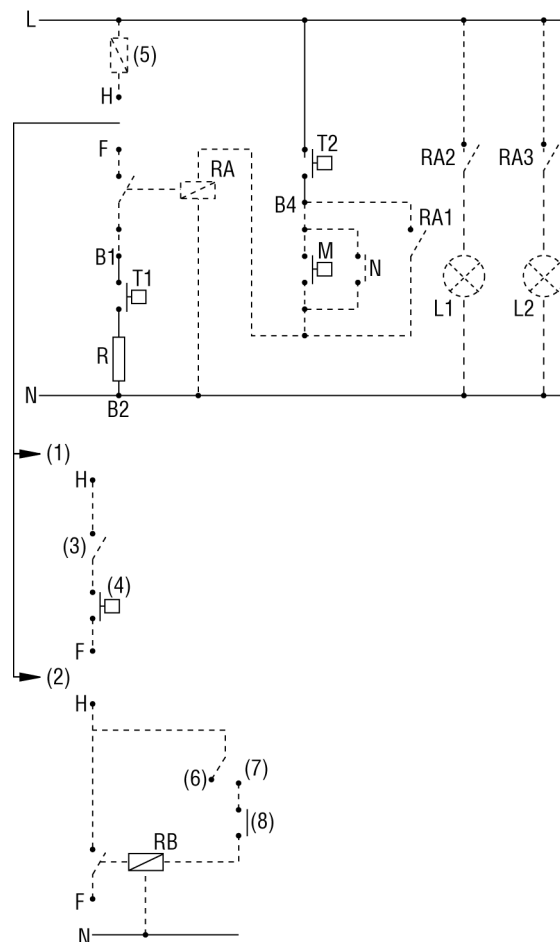 L
(5)
H
F
RA
T2
RA2
RA3
B4
RA1
B1
M
N
T1
L1
L2
R
N
B2
(1)
H
(3)
(4)
F
(2)
H
(6)
(7)
(8)
RB
F
N